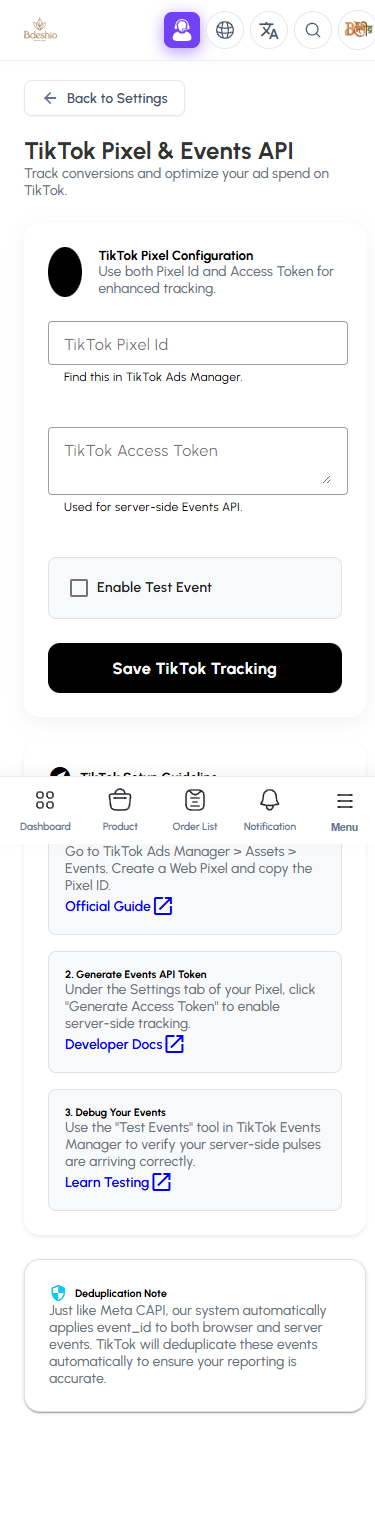 Bdeshio
Back to Settings
TikTok Pixel & Events API
Track conversions and optimize your ad spend on
TikTok.
TikTok Pixel Configuration
Use both Pixel Id and Access Token for
enhanced tracking.
TikTok Pixel Id
Find this in TikTok Ads Manager.
TikTok Access Token
Used for server-side Events API.
Enable Test Event
Save TikTok Tracking
TikTok Setup Guideline
Dashboard
Product
Order List
Notification
Menu
Go to TikTok Ads Manager > Assets >
Events. Create a Web Pixel and copy the
Pixel ID.
Official Guide
2. Generate Events API Token
Under the Settings tab of your Pixel, click
"Generate Access Token" to enable
server-side tracking.
Developer Docs
3. Debug Your Events
Use the "Test Events" tool in TikTok Events
Manager to verify your server-side pulses
are arriving correctly.
Learn Testing
Deduplication Note
Just like Meta CAPI, our system automatically
applies event_id to both browser and server
events. TikTok will deduplicate these events
automatically to ensure your reporting is
accurate.